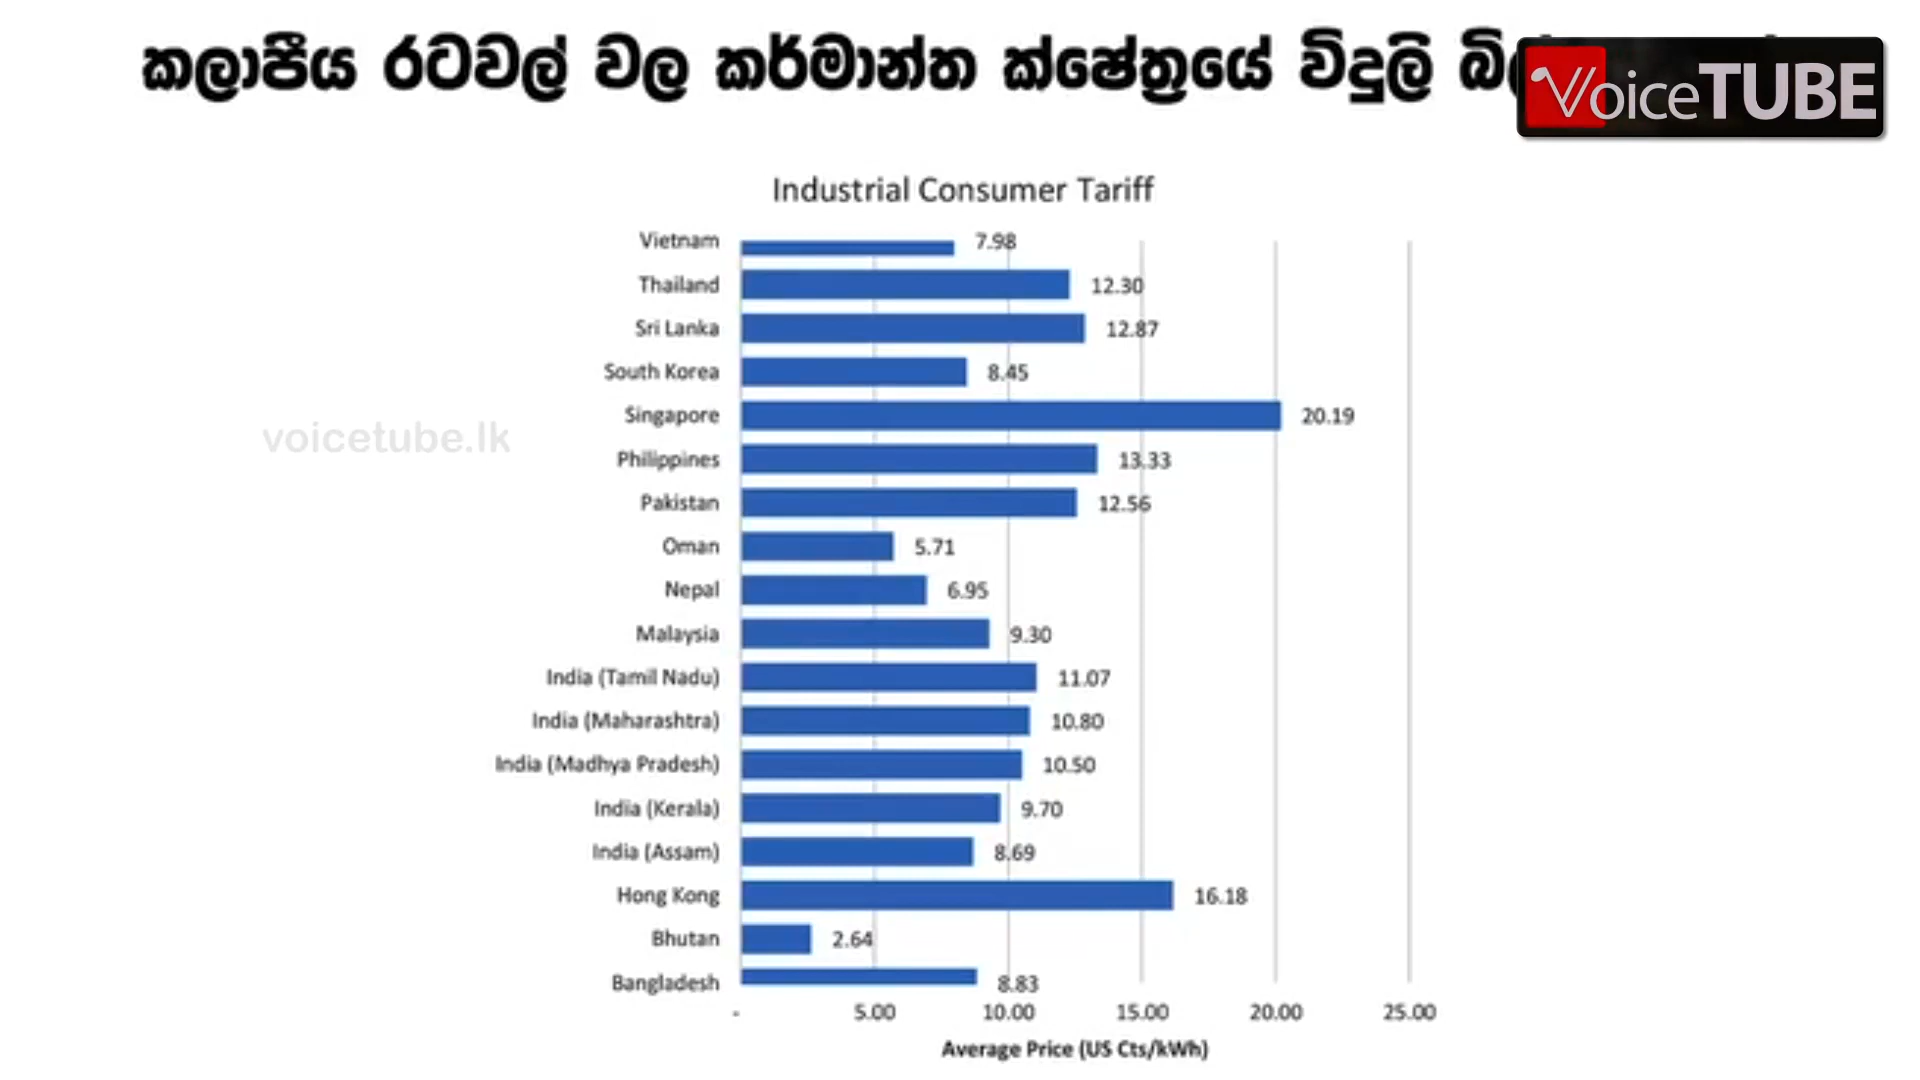 කලාපීය රටවල් වල කර්මාන්ත ක්ෂේත්‍රයේ විදුලි
VoiceTUBE
Industrial Consumer Tariff
Vietnam 7.98
Thailand 12.30
Sri Lanka 12.87
South Korea 8.45
Singapore 20.19
voicetube.lk
Philippines 13.33
Pakistan 12.56
Oman 5.71
Nepal 6.95
Malaysia 9.30
India (Tamil Nadu) 11.07
India (Maharashtra) 10.80
India (Madhya Pradesh) 10.50
India (Kerala) 9.70
India (Assam) 8.69
Hong Kong 16.18
Bhutan 2.64
Bangladesh 8.83
- 5.00 10.00 15.00 20.00 25.00
Average Price (US Cts/kWh)